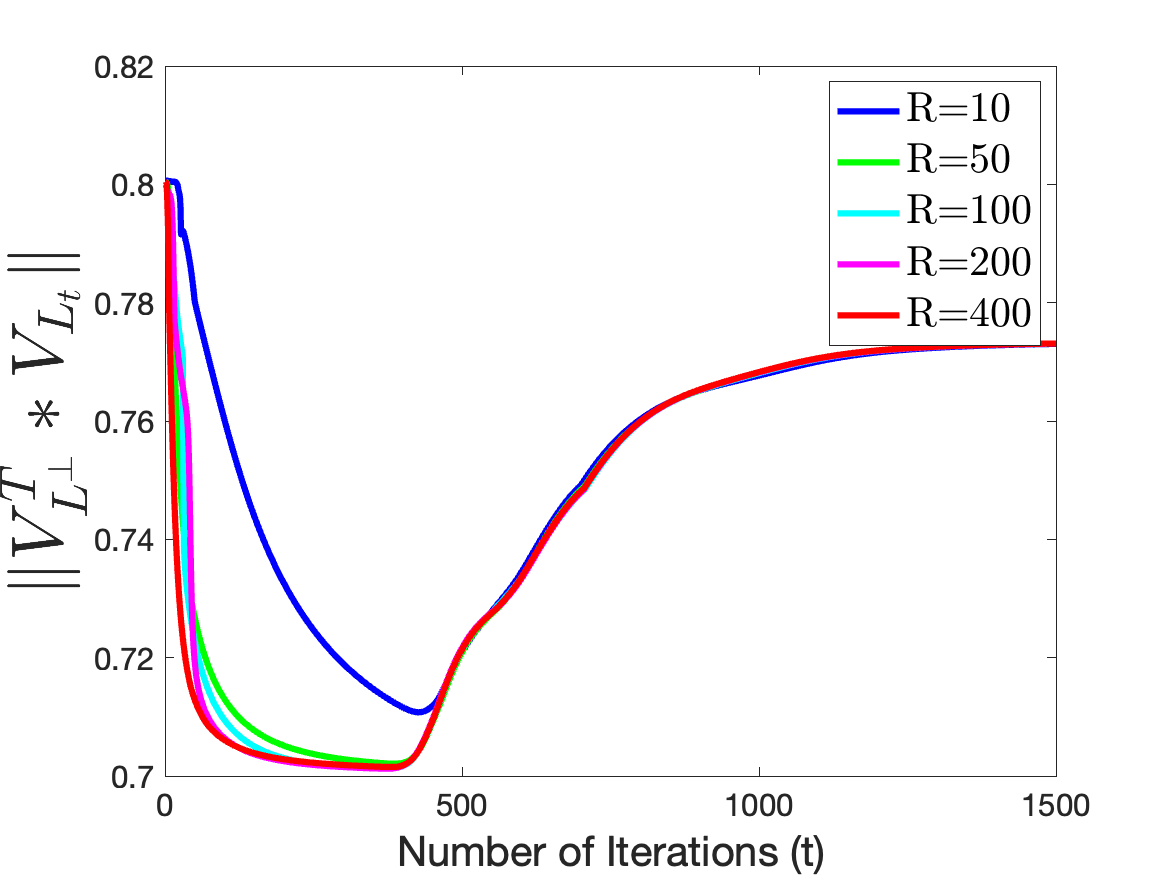 ‖V_{L^⊥}^T * V_{L_t}‖
0.82
0.8
0.78
0.76
0.74
0.72
0.7
0
500
1000
1500
Number of Iterations (t)
R=10
R=50
R=100
R=200
R=400